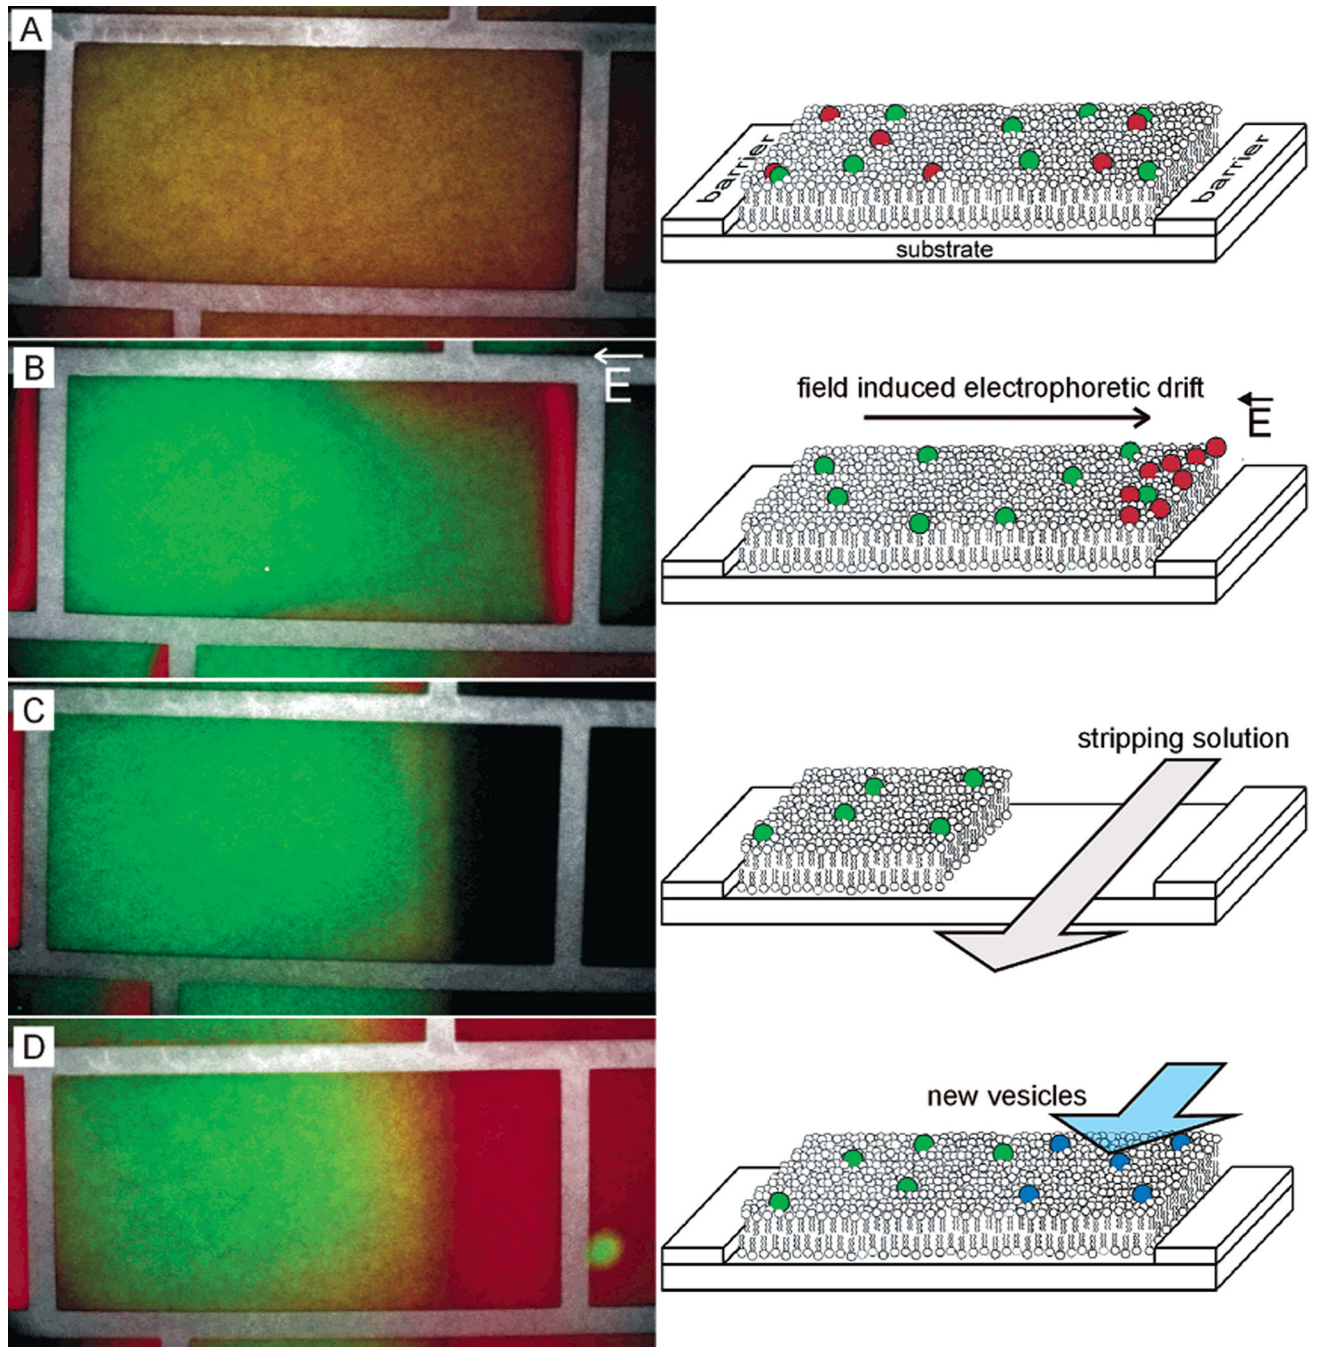 A
barrier
barrier
substrate
B
E
field induced electrophoretic drift
E
C
stripping solution
D
new vesicles